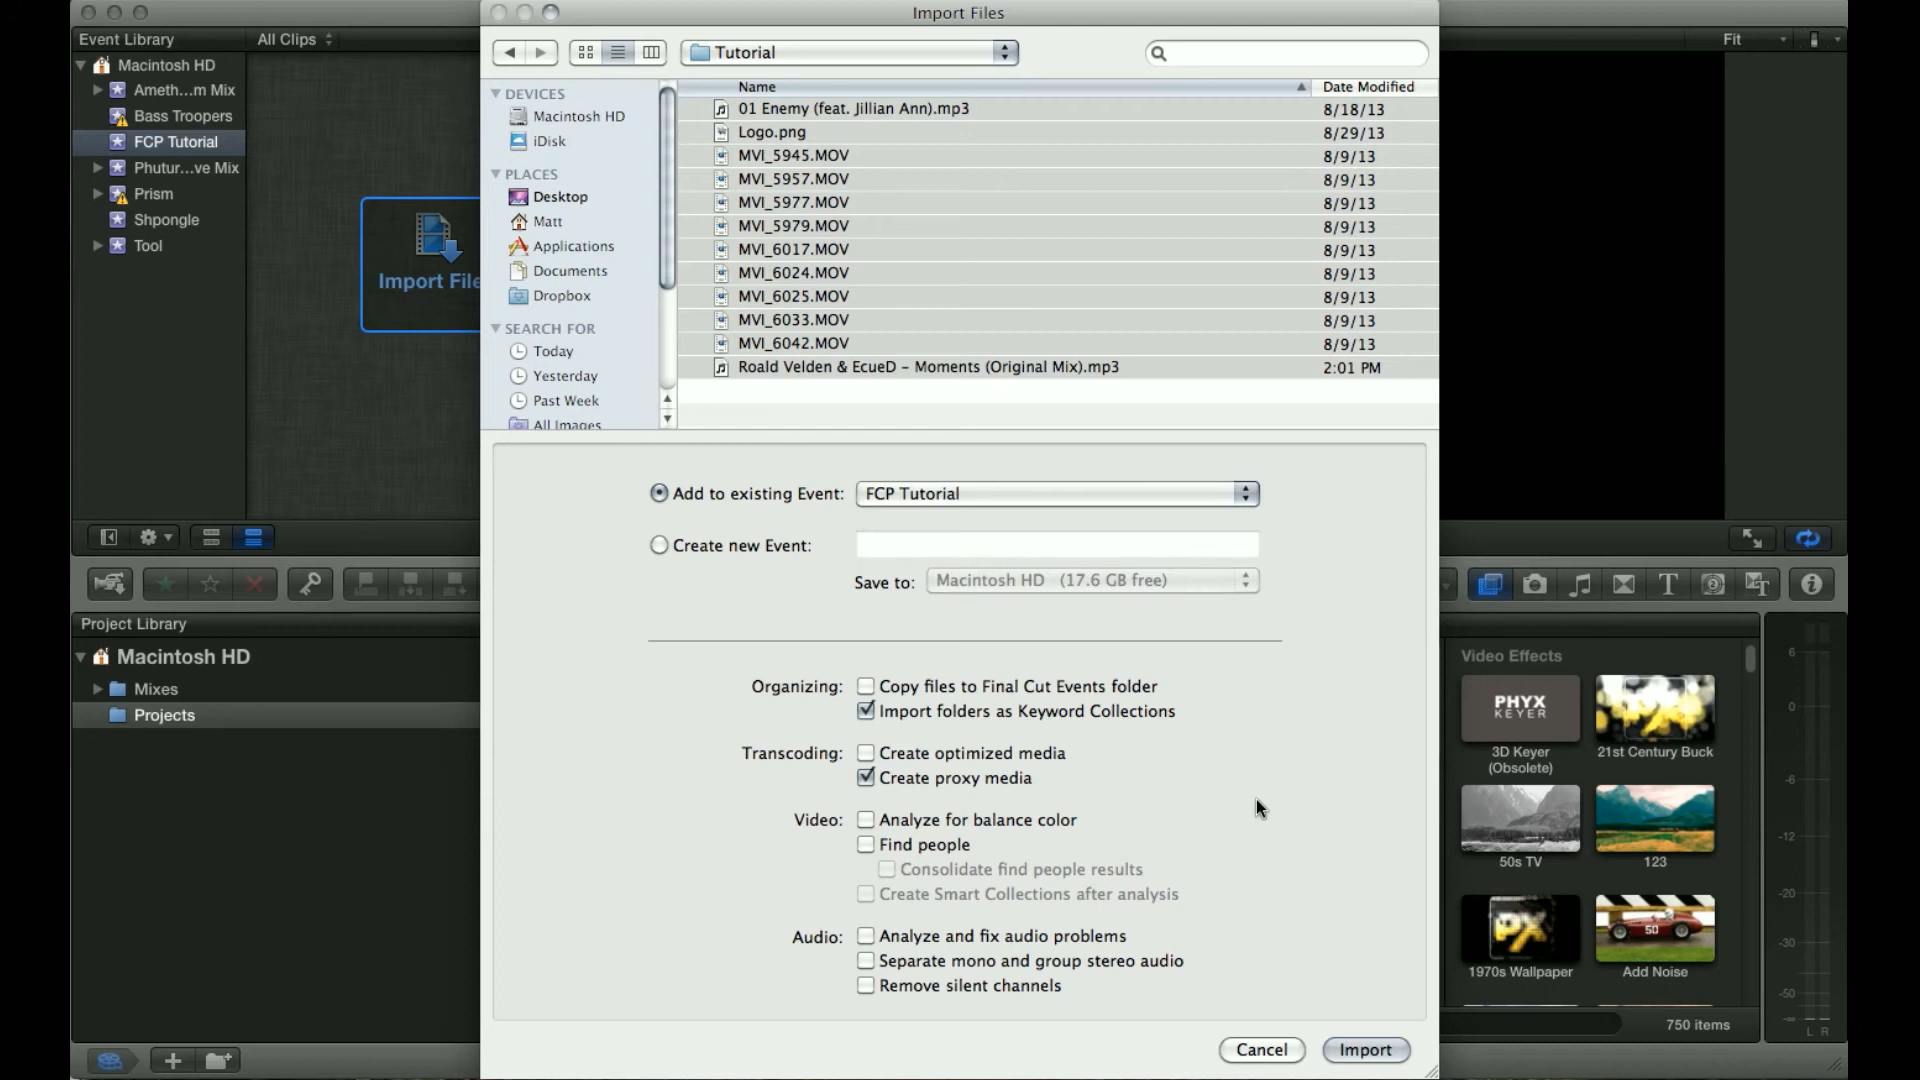 Import Files
Event Library
All Clips
Fit
Tutorial
Macintosh HD
Ameth...m Mix
Bass Troopers
FCP Tutorial
Phutur...ve Mix
Prism
Shpongle
Tool
Import File
DEVICES
Macintosh HD
iDisk
PLACES
Desktop
Matt
Applications
Documents
Dropbox
SEARCH FOR
Today
Yesterday
Past Week
All Images
Name Date Modified
01 Enemy (feat. Jillian Ann).mp3 8/18/13
Logo.png 8/29/13
MVI_5945.MOV 8/9/13
MVI_5957.MOV 8/9/13
MVI_5977.MOV 8/9/13
MVI_5979.MOV 8/9/13
MVI_6017.MOV 8/9/13
MVI_6024.MOV 8/9/13
MVI_6025.MOV 8/9/13
MVI_6033.MOV 8/9/13
MVI_6042.MOV 8/9/13
Roald Velden & EcueD - Moments (Original Mix).mp3 2:01 PM
Add to existing Event: FCP Tutorial
Create new Event:
Save to: Macintosh HD (17.6 GB free)
Organizing: Copy files to Final Cut Events folder
Import folders as Keyword Collections
Transcoding: Create optimized media
Create proxy media
Video: Analyze for balance color
Find people
Consolidate find people results
Create Smart Collections after analysis
Audio: Analyze and fix audio problems
Separate mono and group stereo audio
Remove silent channels
Cancel Import
Project Library
Macintosh HD
Mixes
Projects
Video Effects
PHYX
KEYER
3D Keyer
(Obsolete)
21st Century Buck
50s TV
123
PX
50
1970s Wallpaper
Add Noise
750 items
6
0
-6
-12
-20
-30
-50
-∞
L R